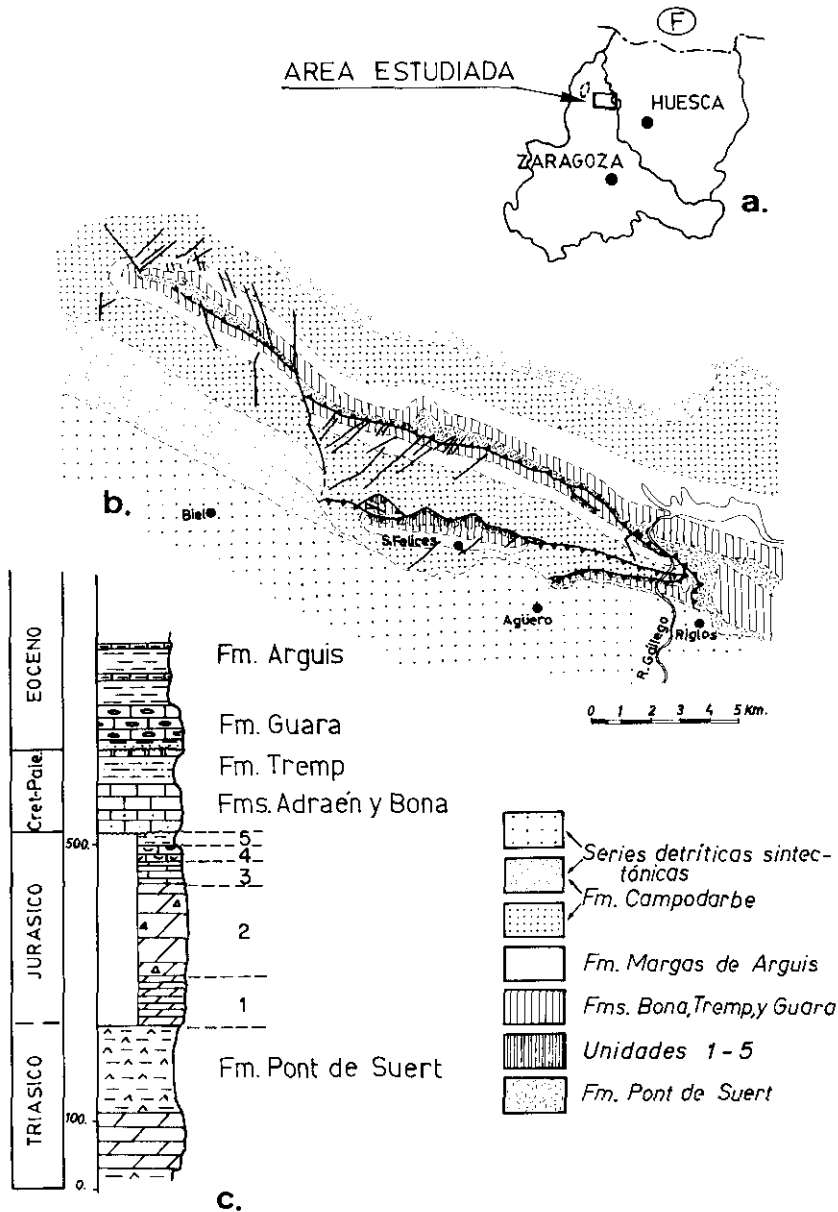 F
AREA ESTUDIADA
HUESCA
ZARAGOZA
a.
b.
Biel
S.Felices
Agüero
R. Gallego
Riglos
0 1 2 3 4 5 Km.
EOCENO
Cret-Pale.
JURASICO
TRIASICO
500.
100.
0.
Fm. Arguis
Fm. Guara
Fm. Tremp
Fms. Adraén y Bona
5
4
3
2
1
Fm. Pont de Suert
c.
Series detríticas sintec-
tónicas
Fm. Campodarbe
Fm. Margas de Arguis
Fms. Bona, Tremp, y Guara
Unidades 1-5
Fm. Pont de Suert